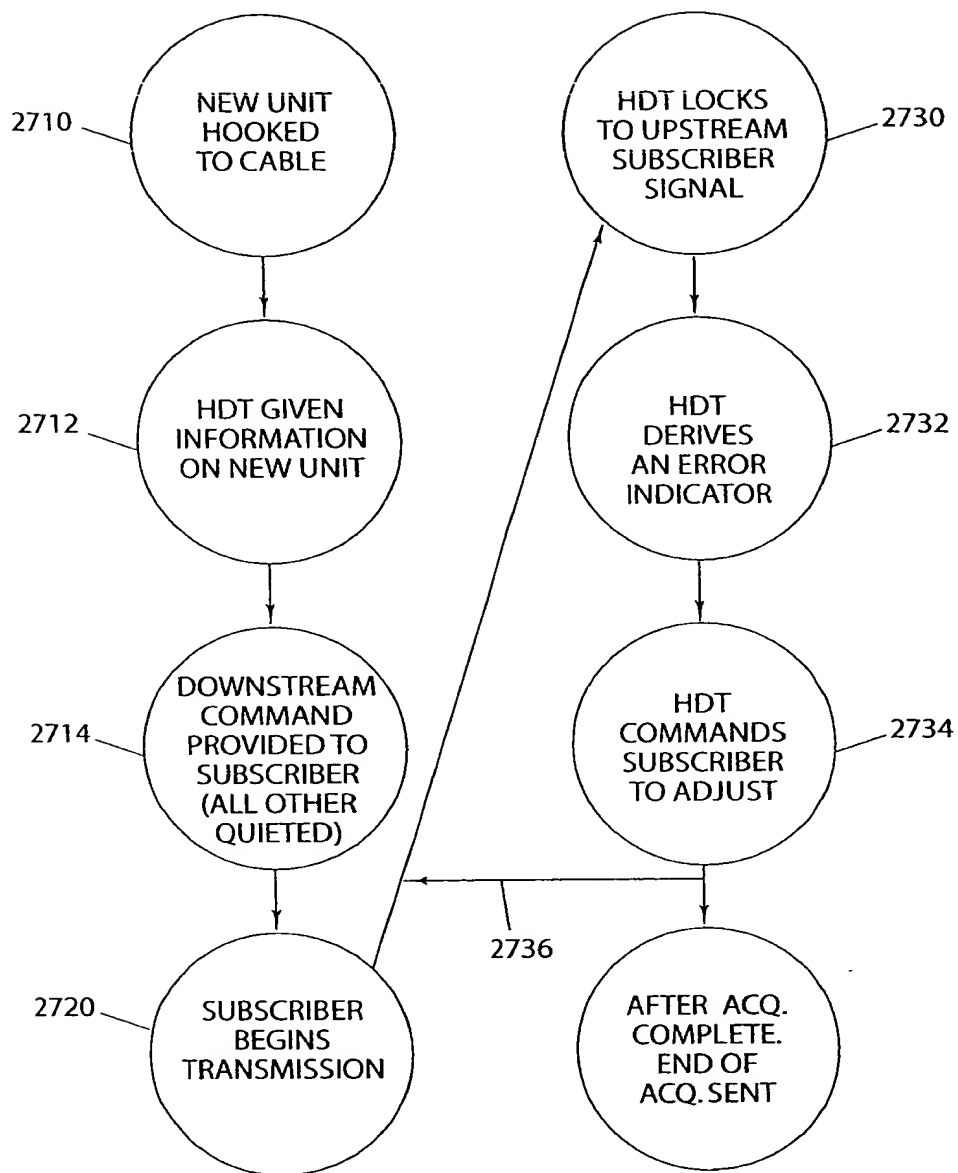 2710
NEW UNIT
HOOKED
TO CABLE
2712
HDT GIVEN
INFORMATION
ON NEW UNIT
2714
DOWNSTREAM
COMMAND
PROVIDED TO
SUBSCRIBER
(ALL OTHER
QUIETED)
2720
SUBSCRIBER
BEGINS
TRANSMISSION
HDT LOCKS
TO UPSTREAM
SUBSCRIBER
SIGNAL
2730
HDT
DERIVES
AN ERROR
INDICATOR
2732
HDT
COMMANDS
SUBSCRIBER
TO ADJUST
2734
2736
AFTER ACQ.
COMPLETE.
END OF
ACQ. SENT